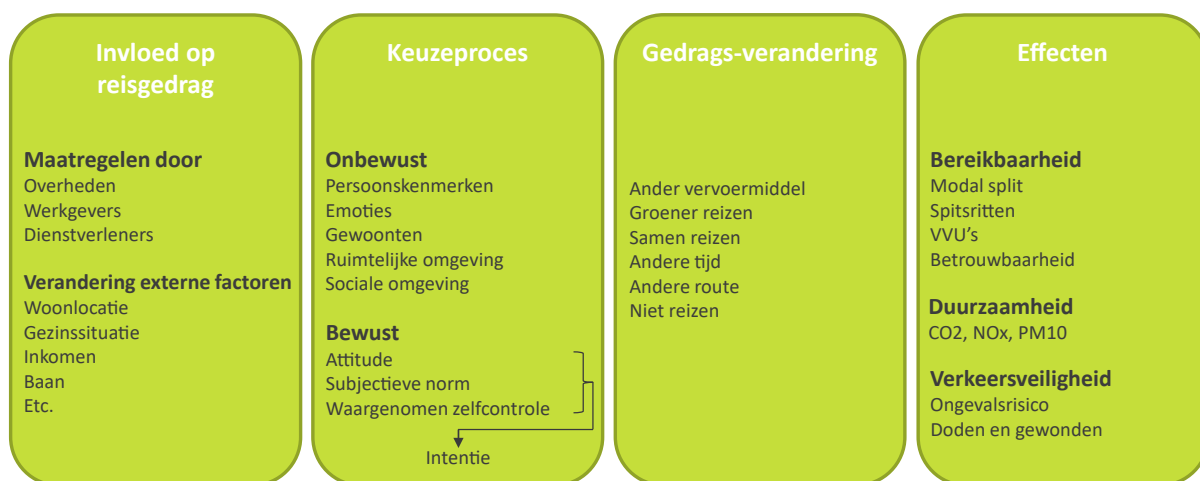 Invloed op
reisgedrag
Maatregelen door
Overheden
Werkgevers
Dienstverleners
Verandering externe factoren
Woonlocatie
Gezinssituatie
Inkomen
Baan
Etc.
Keuzeproces
Onbewust
Persoonskenmerken
Emoties
Gewoonten
Ruimtelijke omgeving
Sociale omgeving
Bewust
Attitude
Subjectieve norm
Waargenomen zelfcontrole
Intentie
Gedrags-verandering
Ander vervoermiddel
Groener reizen
Samen reizen
Andere tijd
Andere route
Niet reizen
Effecten
Bereikbaarheid
Modal split
Spitsritten
VVU's
Betrouwbaarheid
Duurzaamheid
CO2, NOx, PM10
Verkeersveiligheid
Ongevalsrisico
Doden en gewonden